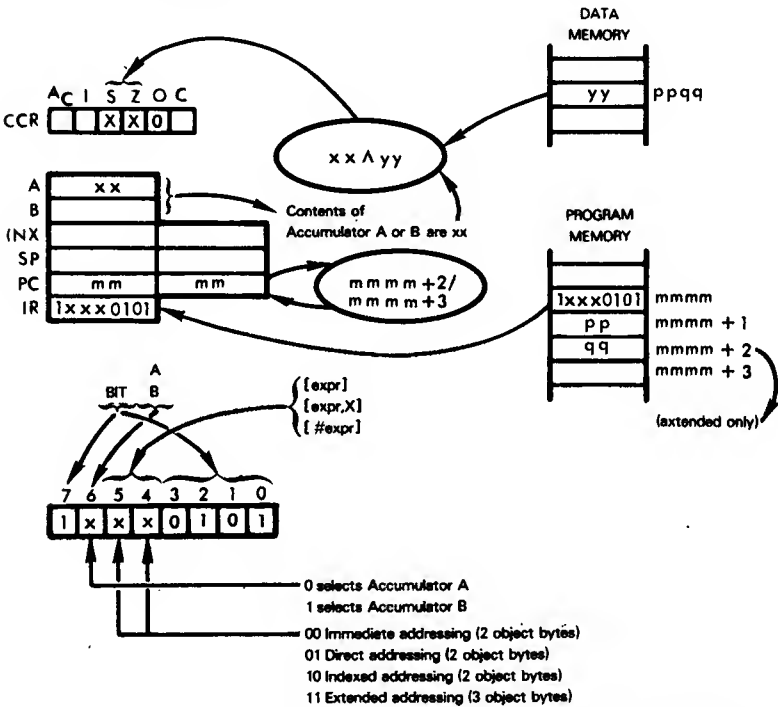 DATA
MEMORY
AC I S Z O C
CCR X X 0
yy ppqq
xx ∧ yy
A xx
B
Contents of
Accumulator A or B are xx
(NX
SP
PC mm mm
IR 1xxx0101
mmmm+2/
mmmm+3
PROGRAM
MEMORY
1xxx0101 mmmm
pp mmmm + 1
qq mmmm + 2
mmmm + 3
(axtended only)
A
BIT B
[expr]
[expr,X]
[ #expr]
7 6 5 4 3 2 1 0
1 x x x 0 1 0 1
0 selects Accumulator A
1 selects Accumulator B
00 Immediate addressing (2 object bytes)
01 Direct addressing (2 object bytes)
10 Indexed addressing (2 object bytes)
11 Extended addressing (3 object bytes)